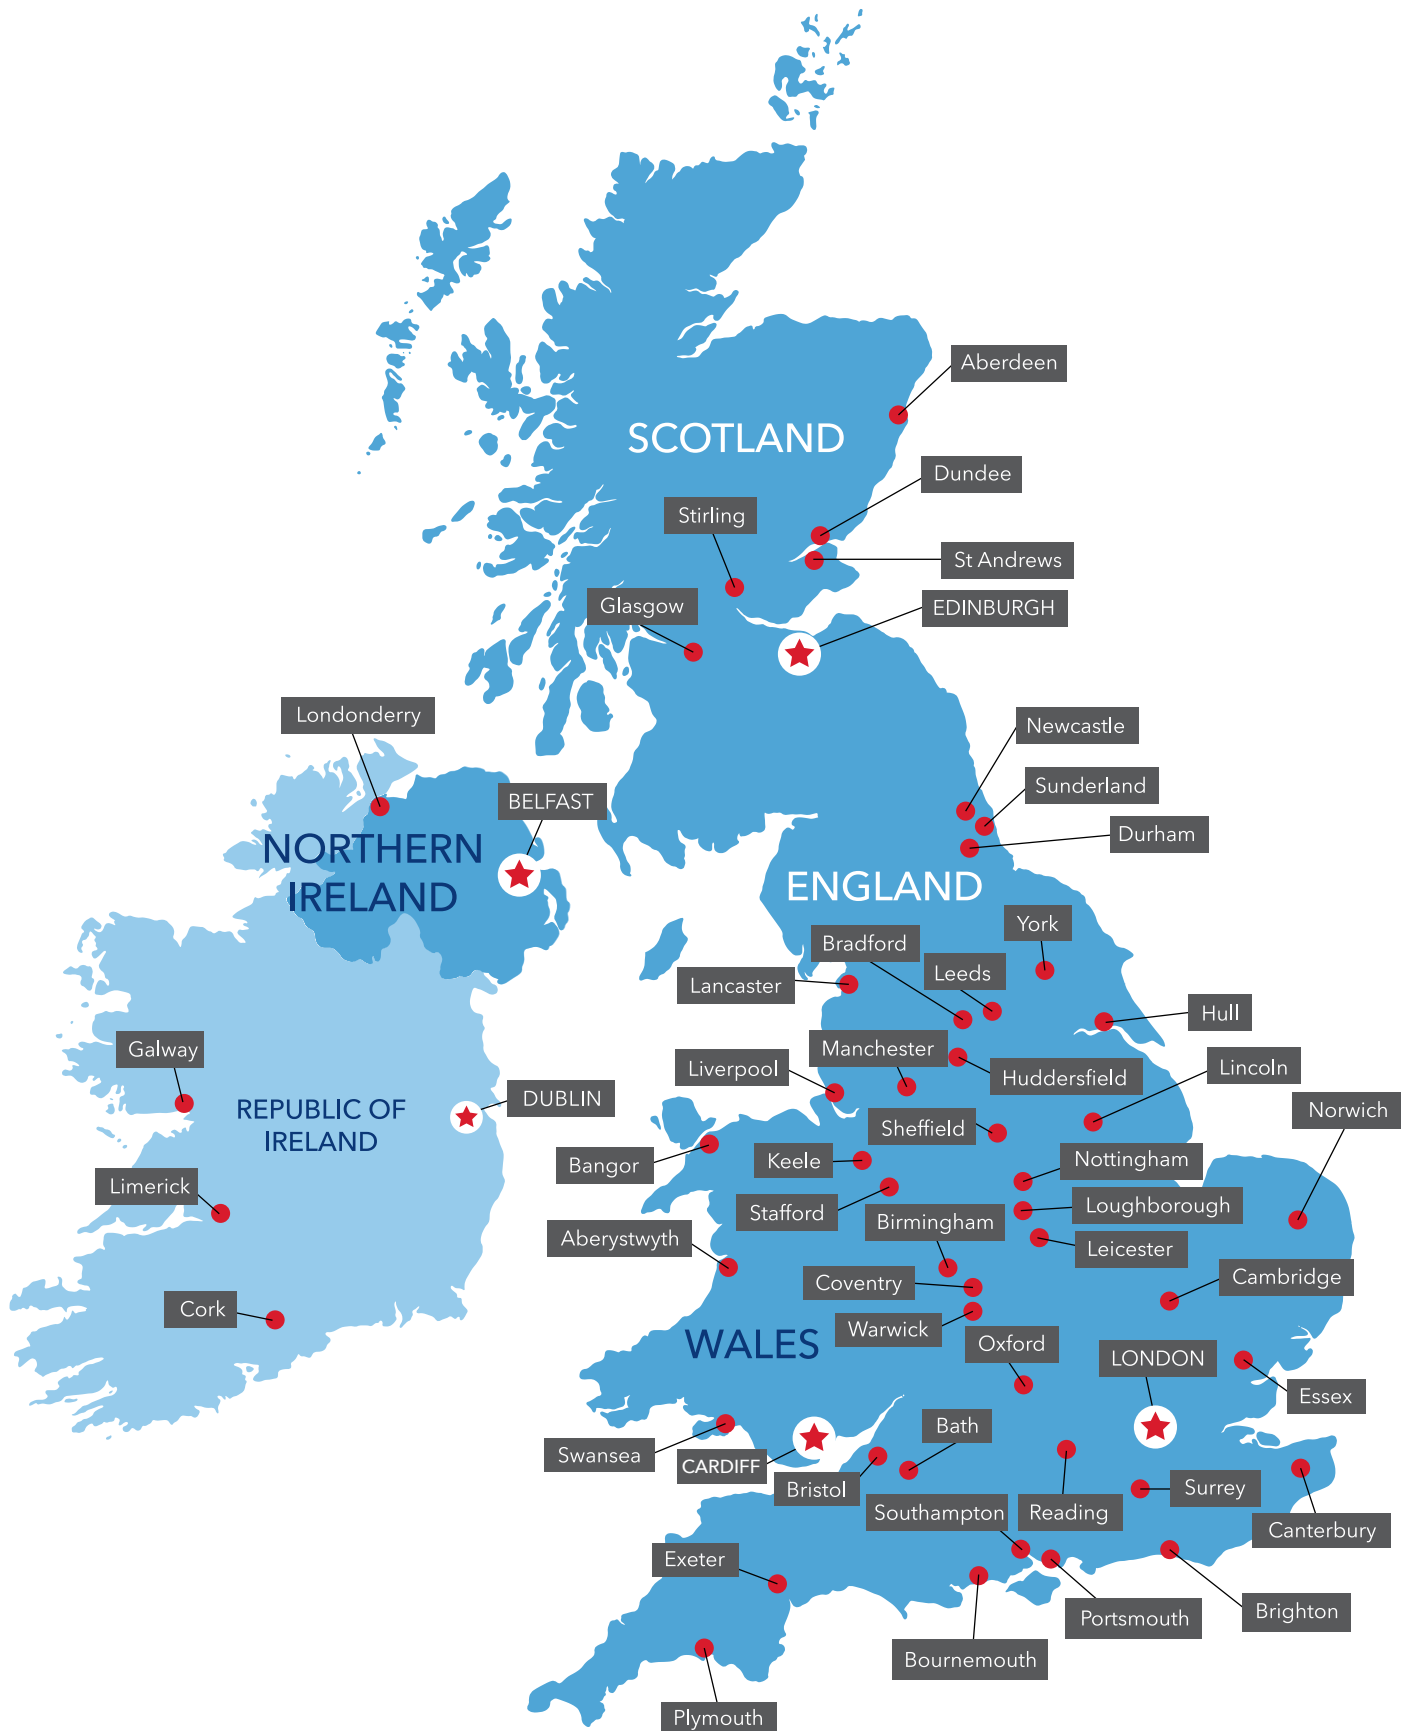 Aberdeen
SCOTLAND
Dundee
Stirling
St Andrews
Glasgow
EDINBURGH
Londonderry
Newcastle
Sunderland
BELFAST
Durham
NORTHERN
IRELAND
ENGLAND
York
Bradford
Leeds
Lancaster
Hull
Galway
Manchester
Liverpool
Huddersfield
Lincoln
DUBLIN
REPUBLIC OF
IRELAND
Norwich
Sheffield
Bangor
Keele
Nottingham
Limerick
Stafford
Loughborough
Birmingham
Aberystwyth
Leicester
Coventry
Cambridge
Cork
Warwick
WALES
Oxford
LONDON
Essex
Bath
Swansea
CARDIFF
Bristol
Surrey
Southampton
Reading
Canterbury
Exeter
Portsmouth
Brighton
Bournemouth
Plymouth